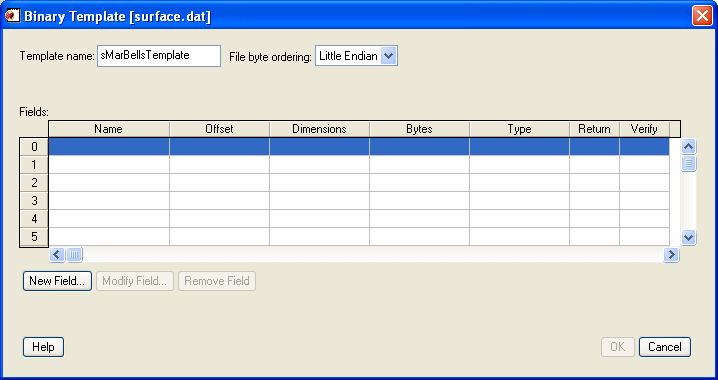 Binary Template [surface.dat]
Template name: sMarBellsTemplate File byte ordering: Little Endian
Fields:
Name Offset Dimensions Bytes Type Return Verify
0
1
2
3
4
5
New Field... Modify Field... Remove Field
Help OK Cancel